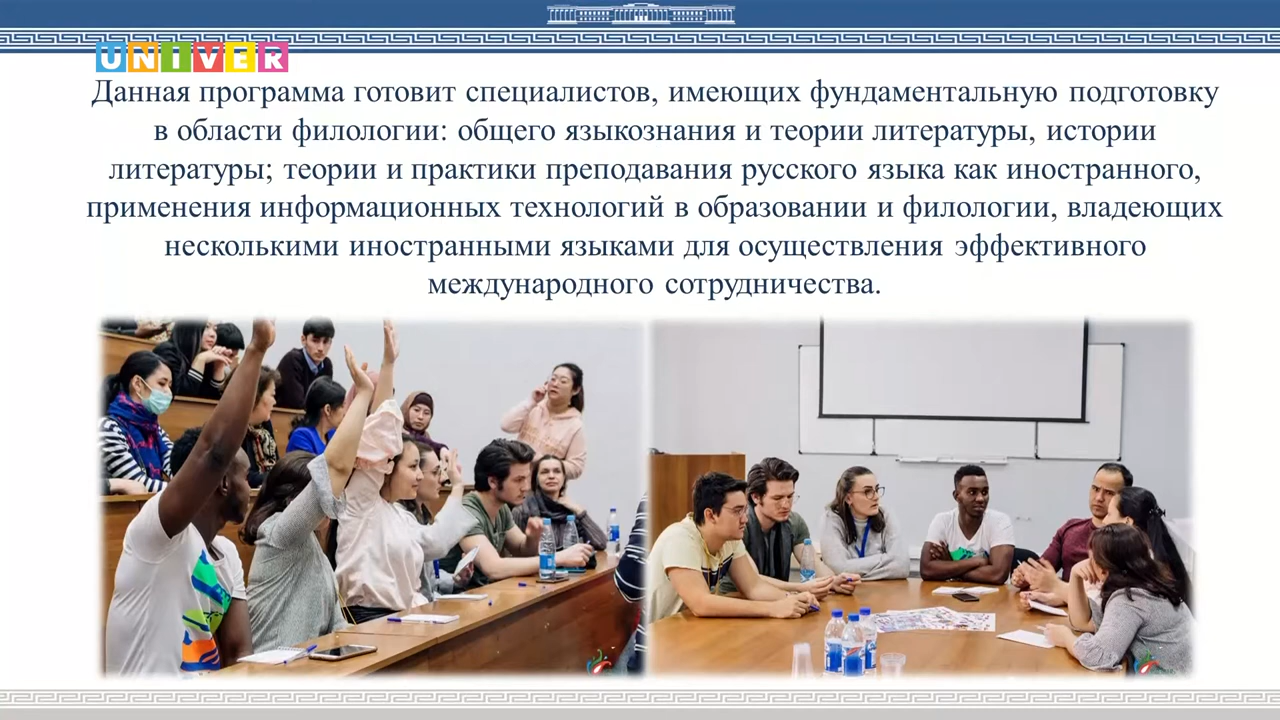 UNIVER
Данная программа готовит специалистов, имеющих фундаментальную подготовку
в области филологии: общего языкознания и теории литературы, истории
литературы; теории и практики преподавания русского языка как иностранного,
применения информационных технологий в образовании и филологии, владеющих
несколькими иностранными языками для осуществления эффективного
международного сотрудничества.